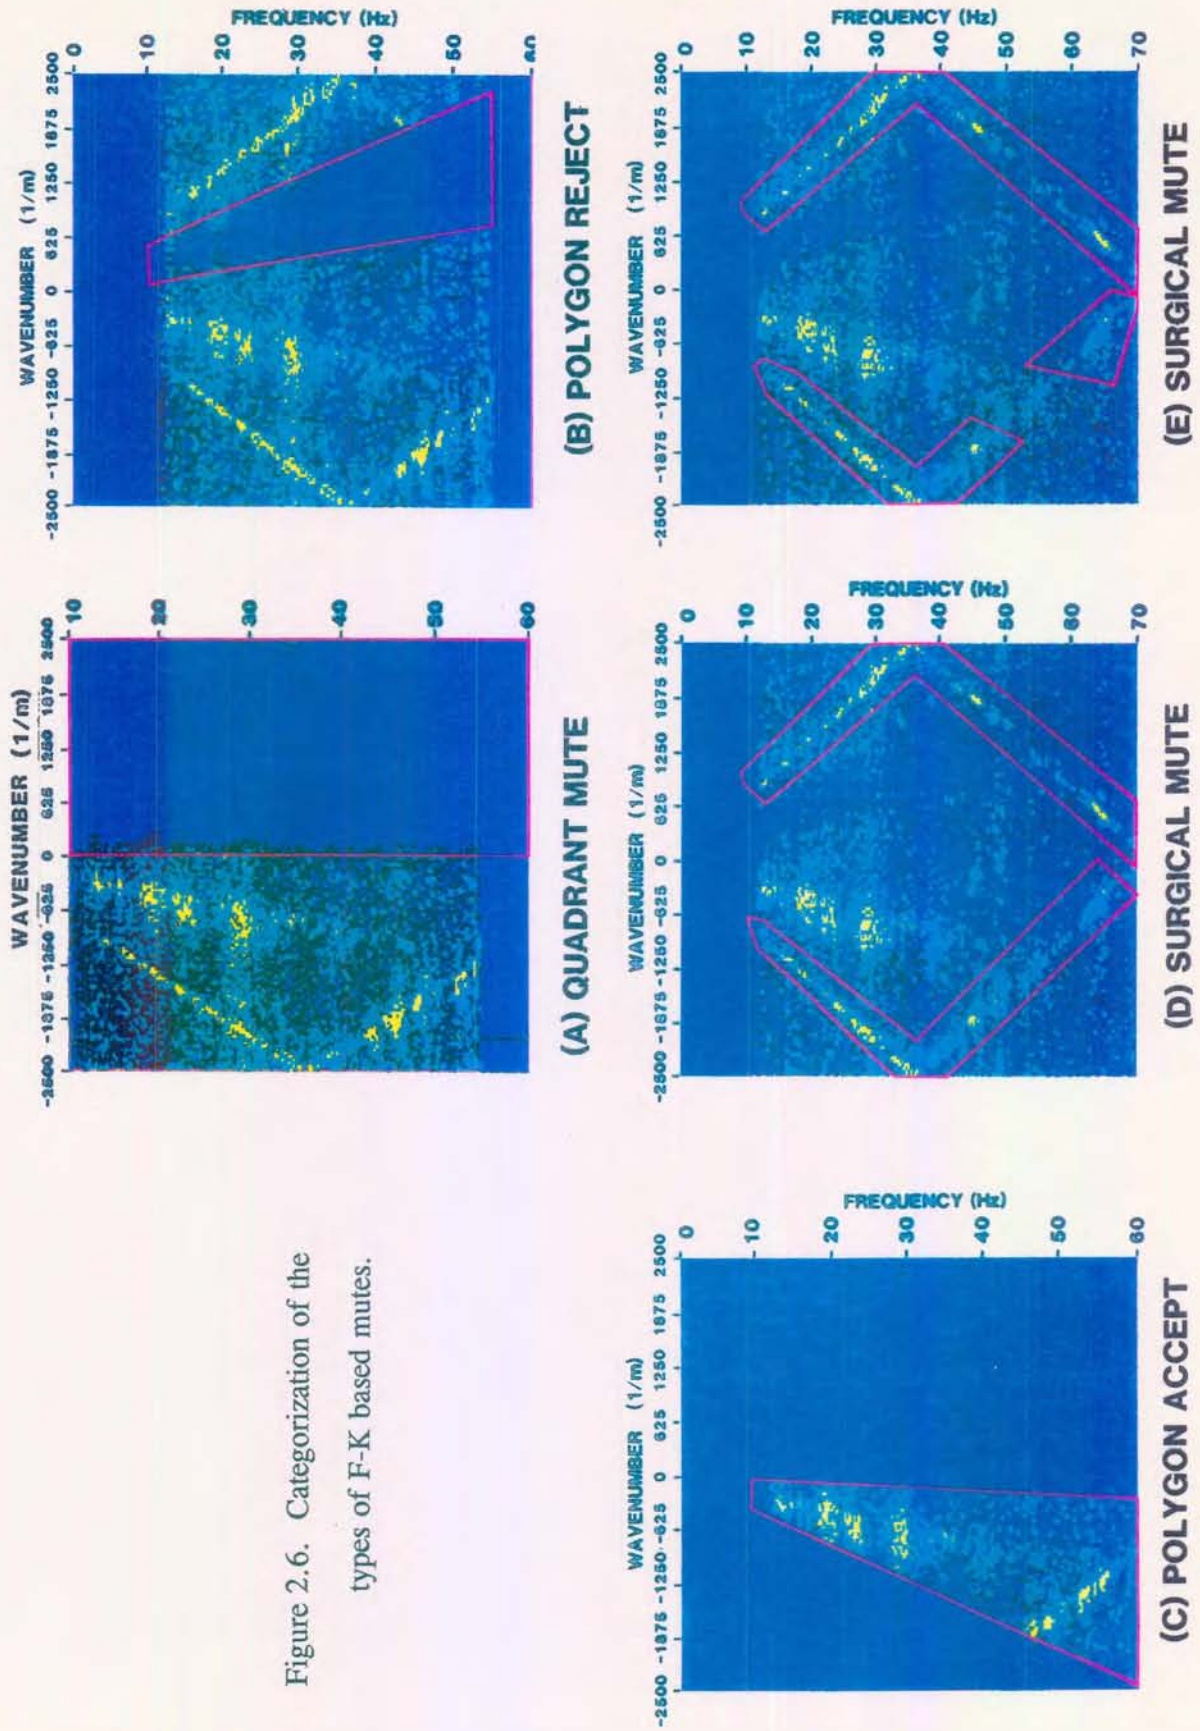 Figure 2.6. Categorization of the
types of F-K based mutes.
WAVENUMBER (1/m)
-2500 -1875 -1250 -625 0 625 1250 1875 2500
10
20
30
40
50
60
(A) QUADRANT MUTE
WAVENUMBER (1/m)
-2500 -1875 -1250 -625 0 625 1250 1875 2500
0
10
20
30
40
50
60
FREQUENCY (Hz)
(B) POLYGON REJECT
WAVENUMBER (1/m)
-2500 -1875 -1250 -625 0 625 1250 1875 2500
0
10
20
30
40
50
60
FREQUENCY (Hz)
(C) POLYGON ACCEPT
WAVENUMBER (1/m)
-2500 -1875 -1250 -625 0 625 1250 1875 2500
0
10
20
30
40
50
60
70
FREQUENCY (Hz)
(D) SURGICAL MUTE
WAVENUMBER (1/m)
-2500 -1875 -1250 -625 0 625 1250 1875 2500
0
10
20
30
40
50
60
70
FREQUENCY (Hz)
(E) SURGICAL MUTE